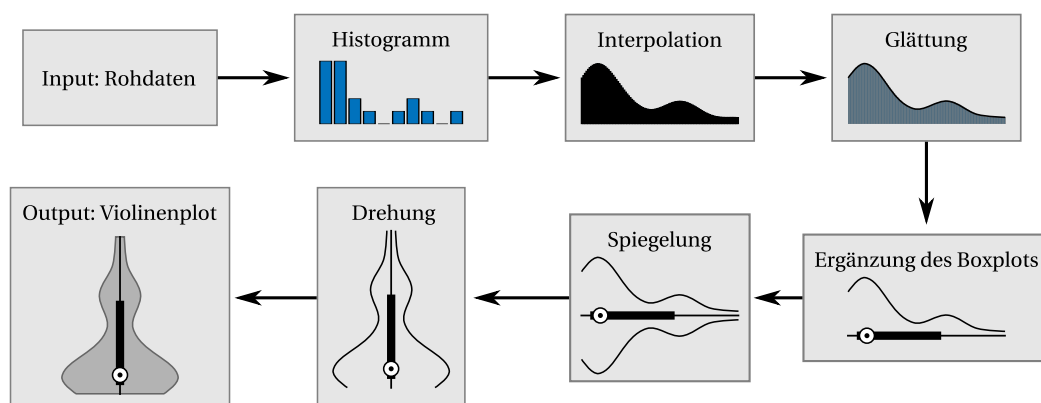 Input: Rohdaten
Histogramm
Interpolation
Glättung
Ergänzung des Boxplots
Spiegelung
Drehung
Output: Violinenplot